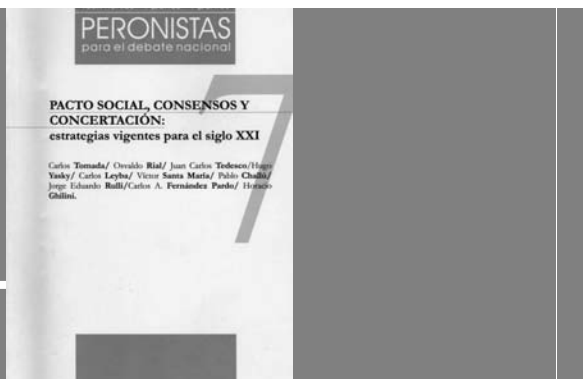 PERONISTAS
para el debate nacional
7
PACTO SOCIAL, CONSENSOS Y
CONCERTACIÓN:
estrategias vigentes para el siglo XXI
Carlos Tomada/ Osvaldo Rial/ Juan Carlos Tedesco/Hugo
Yasky/ Carlos Leyba/ Víctor Santa María/ Pablo Challú/
Jorge Eduardo Rulli/Carlos A. Fernández Pardo/ Horacio
Ghilini.